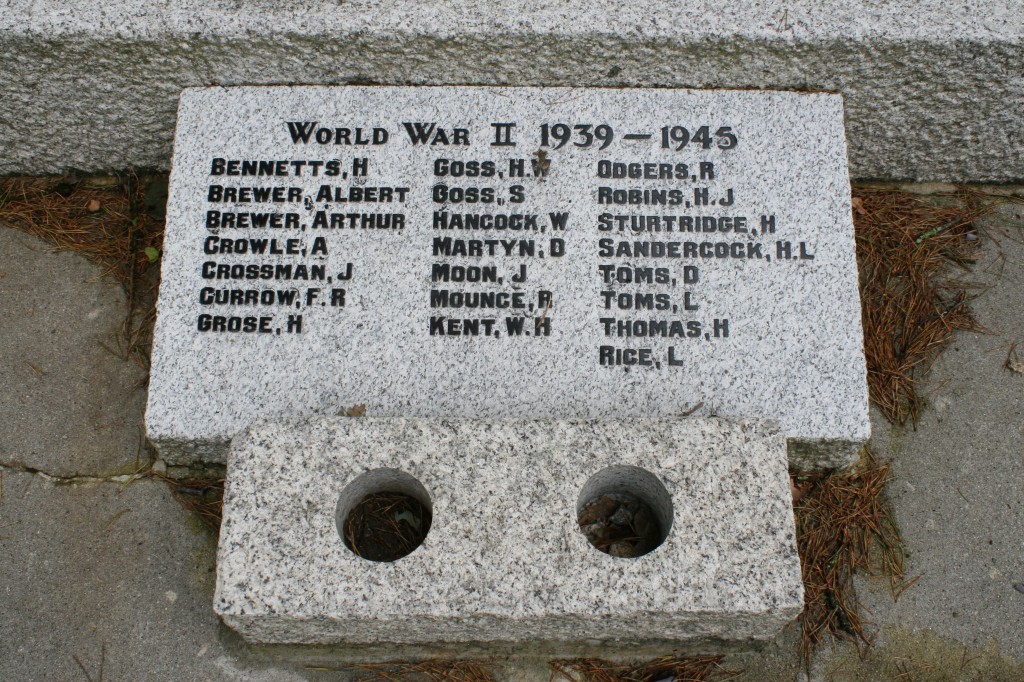 WORLD WAR II 1939 – 1945
BENNETTS, H
BREWER, ALBERT
BREWER, ARTHUR
CROWLE, A
CROSSMAN, J
CURROW, F. R
GROSE, H
GOSS, H. W
GOSS, S
HANCOCK, W
MARTYN, D
MOON, J
MOUNCE, R
KENT, W. H
ODGERS, R
ROBINS, H. J
STURTRIDGE, H
SANDERCOCK, H. L
TOMS, D
TOMS, L
THOMAS, H
RICE, L